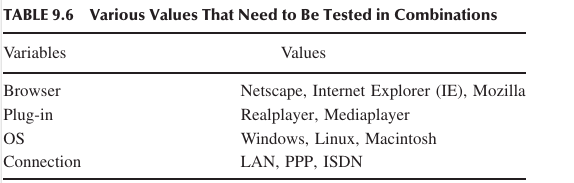 TABLE 9.6 Various Values That Need to Be Tested in Combinations
Variables Values
Browser Netscape, Internet Explorer (IE), Mozilla
Plug-in Realplayer, Mediaplayer
OS Windows, Linux, Macintosh
Connection LAN, PPP, ISDN